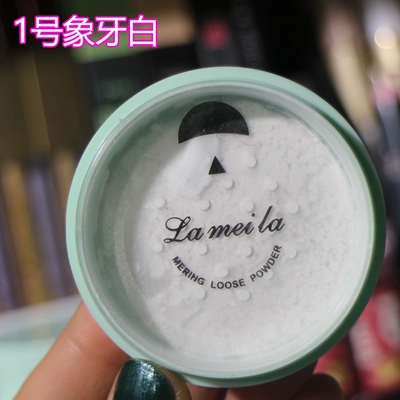 1号象牙白
La mei la
MERING LOOSE POWDER